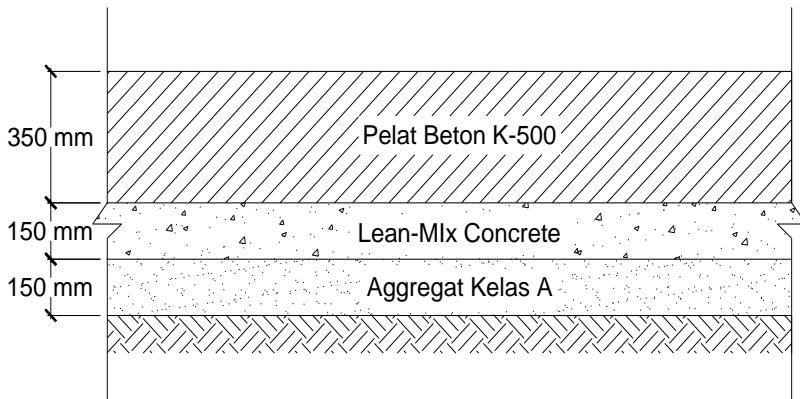 350 mm
Pelat Beton K-500
150 mm
Lean-MIx Concrete
150 mm
Aggregat Kelas A